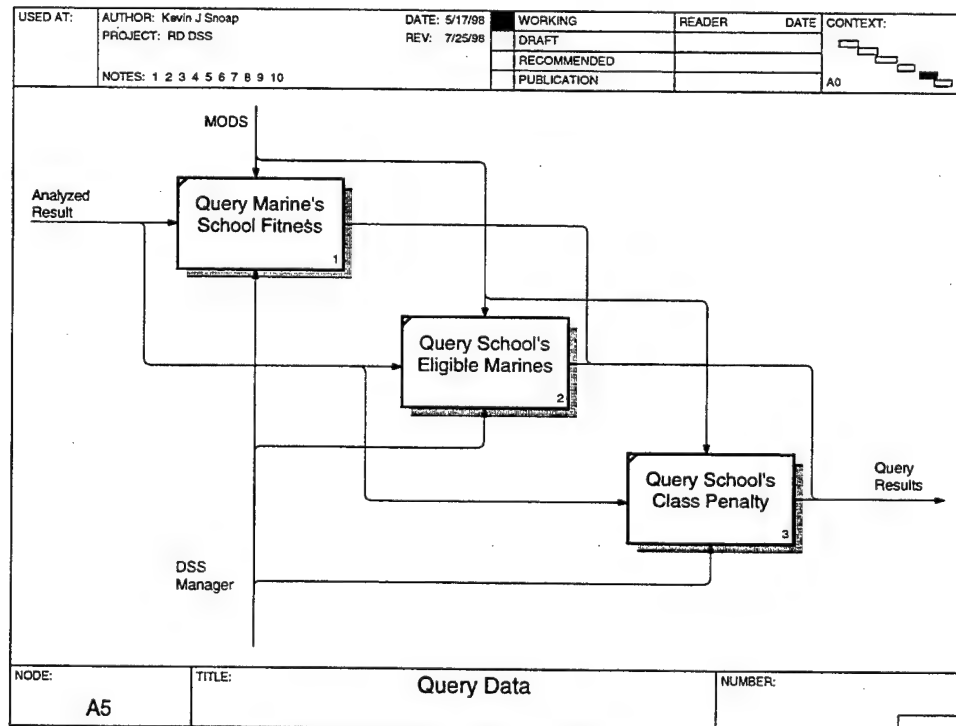 USED AT:
AUTHOR: Kevin J Snoap
PROJECT: RD DSS
NOTES: 1 2 3 4 5 6 7 8 9 10
DATE: 5/17/98
REV: 7/25/98
WORKING
DRAFT
RECOMMENDED
PUBLICATION
READER DATE
CONTEXT:
A0
MODS
Analyzed
Result
Query Marine's
School Fitness
1
Query School's
Eligible Marines
2
Query School's
Class Penalty
3
Query
Results
DSS
Manager
NODE:
A5
TITLE:
Query Data
NUMBER: